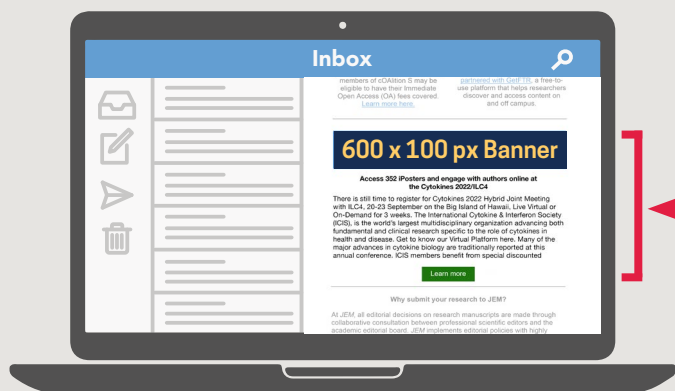 Inbox
members of cOAlition S may be
eligible to have their Immediate
Open Access (OA) fees covered.
Learn more here.
partnered with GetFTR, a free-to-
use platform that helps researchers
discover and access content on
and off campus.
600 x 100 px Banner
Access 352 iPosters and engage with authors online at
the Cytokines 2022/ILC4
There is still time to register for Cytokines 2022 Hybrid Joint Meeting
with ILC4, 20-23 September on the Big Island of Hawaii, Live Virtual or
On-Demand for 3 weeks. The International Cytokine & Interferon Society
(ICIS), is the world's largest multidisciplinary organization advancing both
fundamental and clinical research specific to the role of cytokines in
health and disease. Get to know our Virtual Platform here. Many of the
major advances in cytokine biology are traditionally reported at this
annual conference. ICIS members benefit from special discounted
Learn more
Why submit your research to JEM?
At JEM, all editorial decisions on research manuscripts are made through
collaborative consultation between professional scientific editors and the
academic editorial board. JEM implements editorial policies with highly